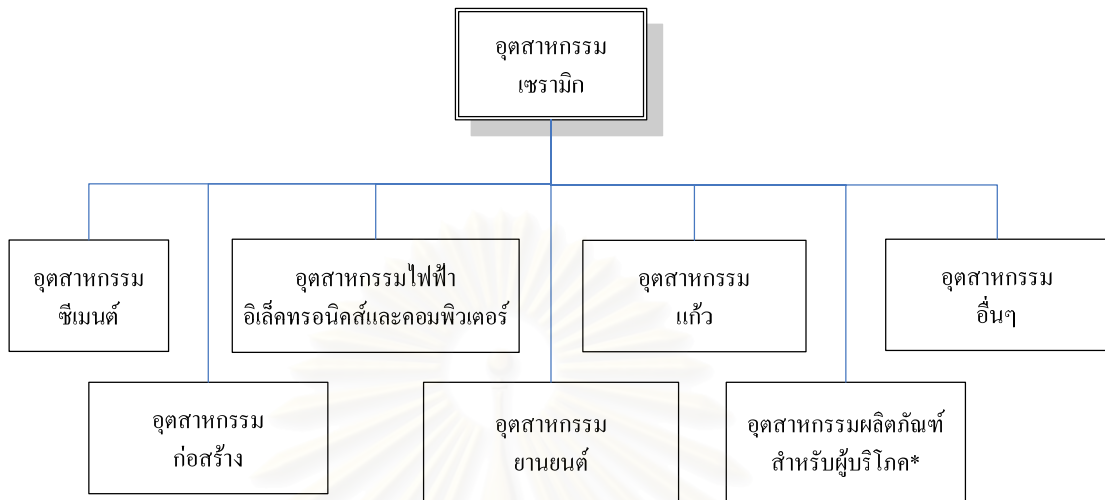 อุตสาหกรรม
เซรามิก
อุตสาหกรรม
ซีเมนต์
อุตสาหกรรมไฟฟ้า
อิเล็คทรอนิคส์และคอมพิวเตอร์
อุตสาหกรรม
แก้ว
อุตสาหกรรม
อื่นๆ
อุตสาหกรรม
ก่อสร้าง
อุตสาหกรรม
ยานยนต์
อุตสาหกรรมผลิตภัณฑ์
สำหรับผู้บริโภค*